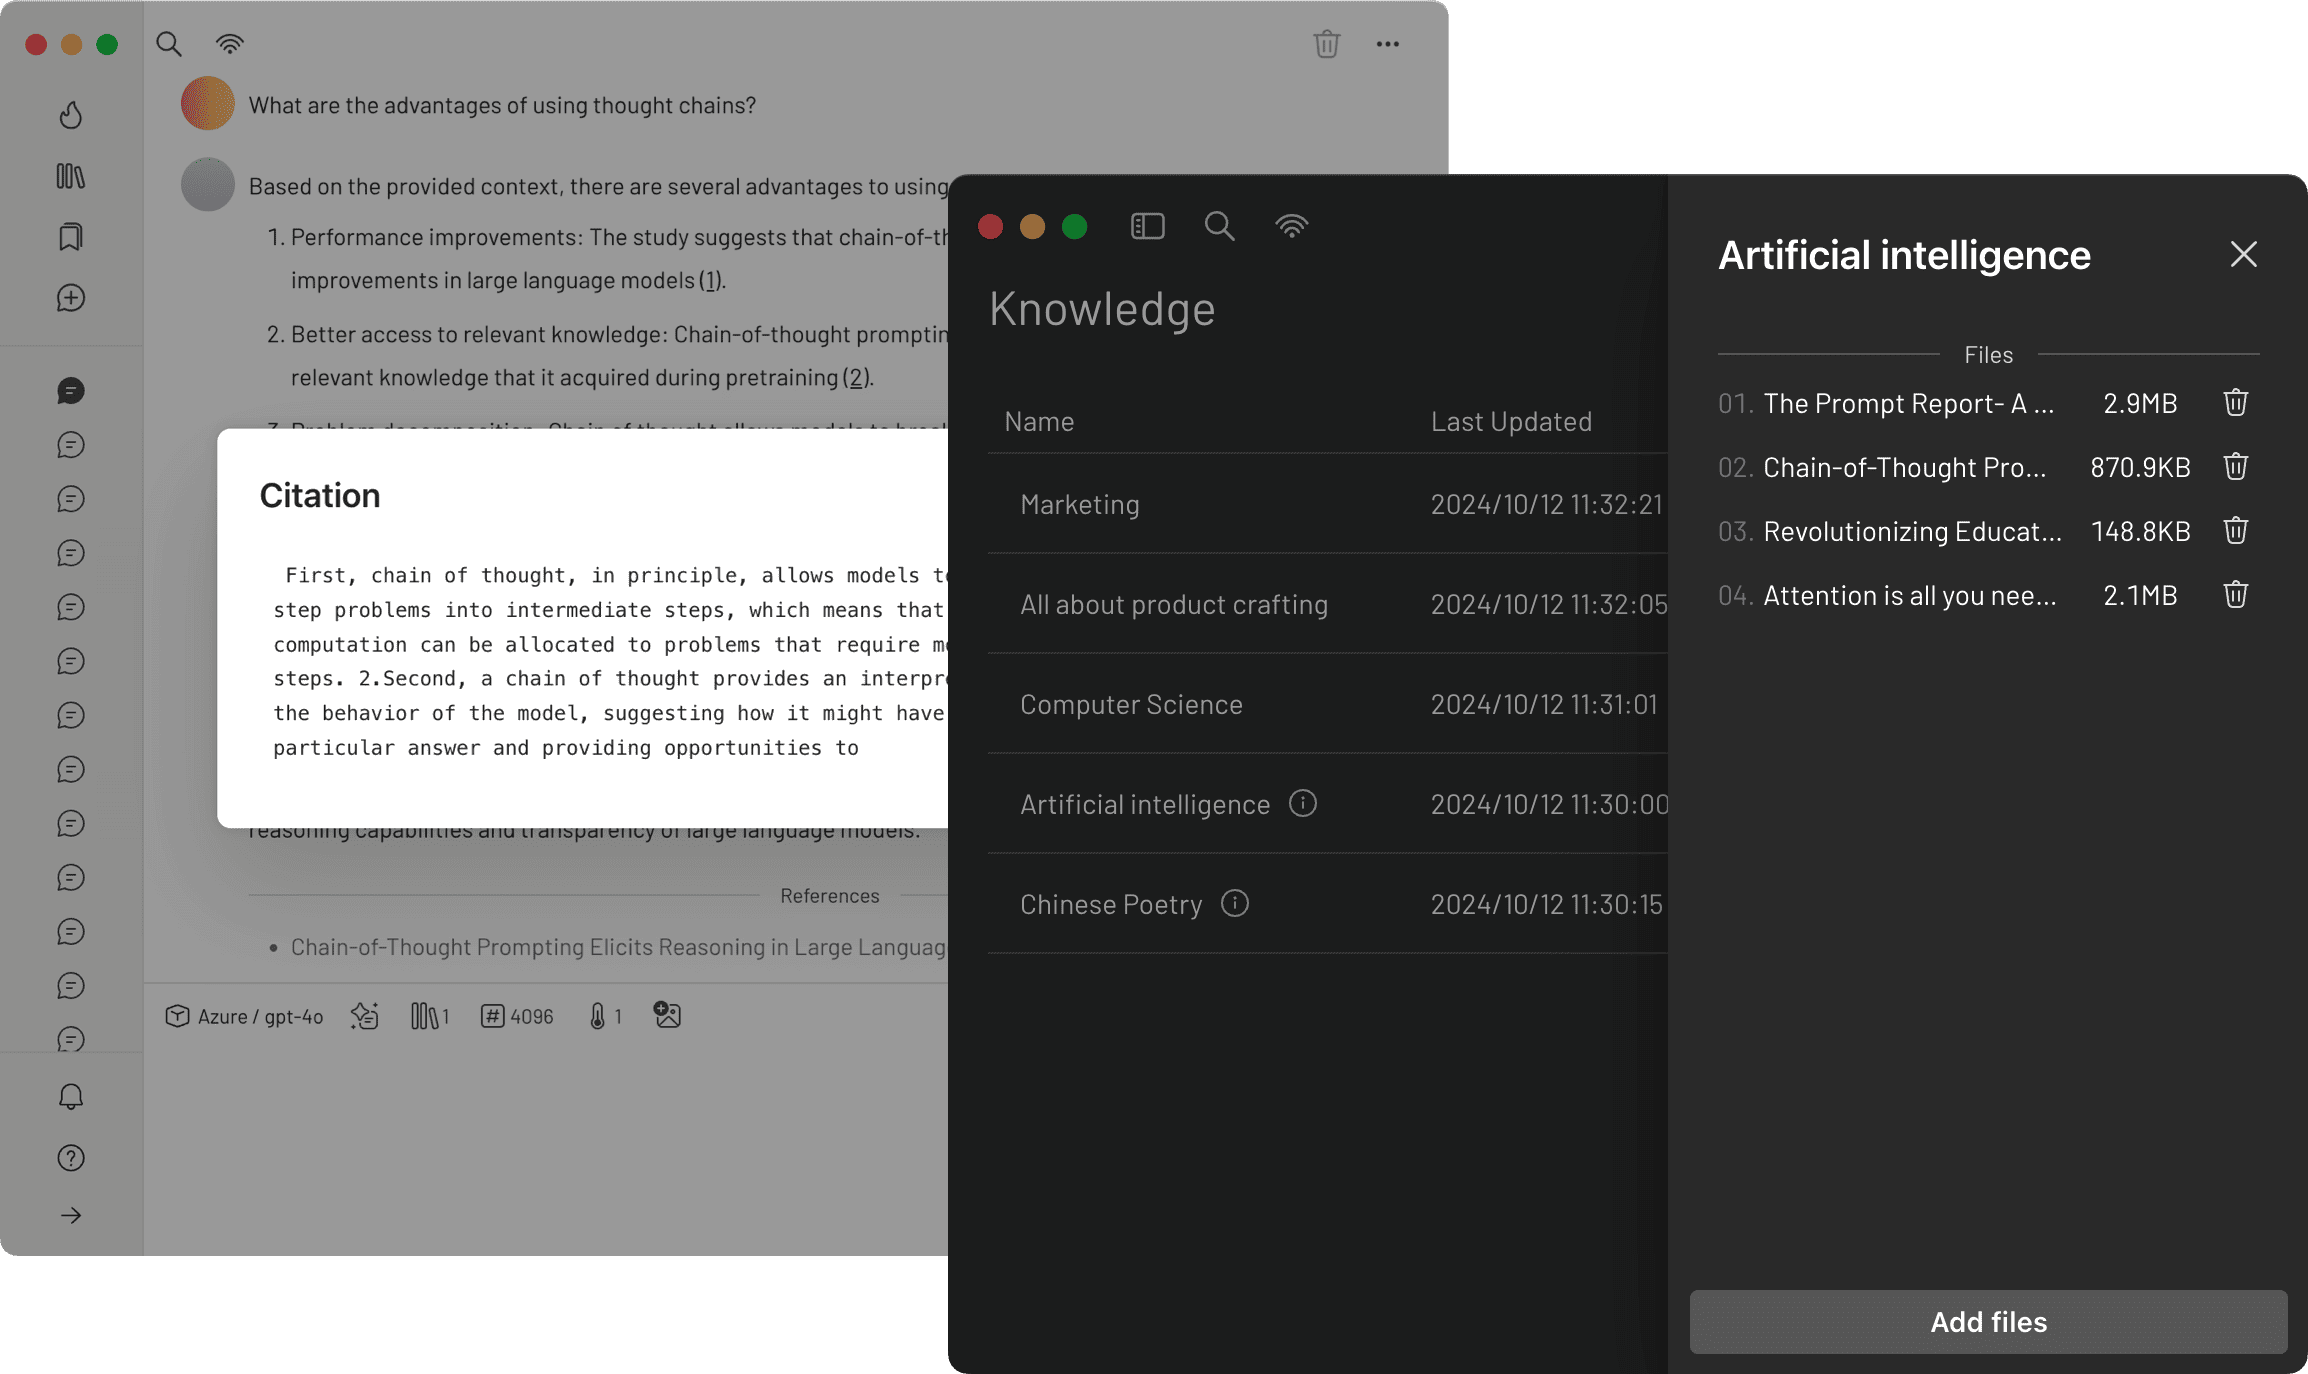 What are the advantages of using thought chains?
Based on the provided context, there are several advantages to using
1. Performance improvements: The study suggests that chain-of-th
improvements in large language models (1).
2. Better access to relevant knowledge: Chain-of-thought promptin
relevant knowledge that it acquired during pretraining (2).
Citation
First, chain of thought, in principle, allows models to
step problems into intermediate steps, which means that
computation can be allocated to problems that require mo
steps. 2.Second, a chain of thought provides an interpre
the behavior of the model, suggesting how it might have
particular answer and providing opportunities to
reasoning capabilities and transparency of large language models.
References
• Chain-of-Thought Prompting Elicits Reasoning in Large Languag
Azure / gpt-4o 1 4096 1
Knowledge
Name Last Updated
Marketing 2024/10/12 11:32:21
All about product crafting 2024/10/12 11:32:05
Computer Science 2024/10/12 11:31:01
Artificial intelligence 2024/10/12 11:30:00
Chinese Poetry 2024/10/12 11:30:15
Artificial intelligence
Files
01. The Prompt Report- A ... 2.9MB
02. Chain-of-Thought Pro... 870.9KB
03. Revolutionizing Educat... 148.8KB
04. Attention is all you nee... 2.1MB
Add files